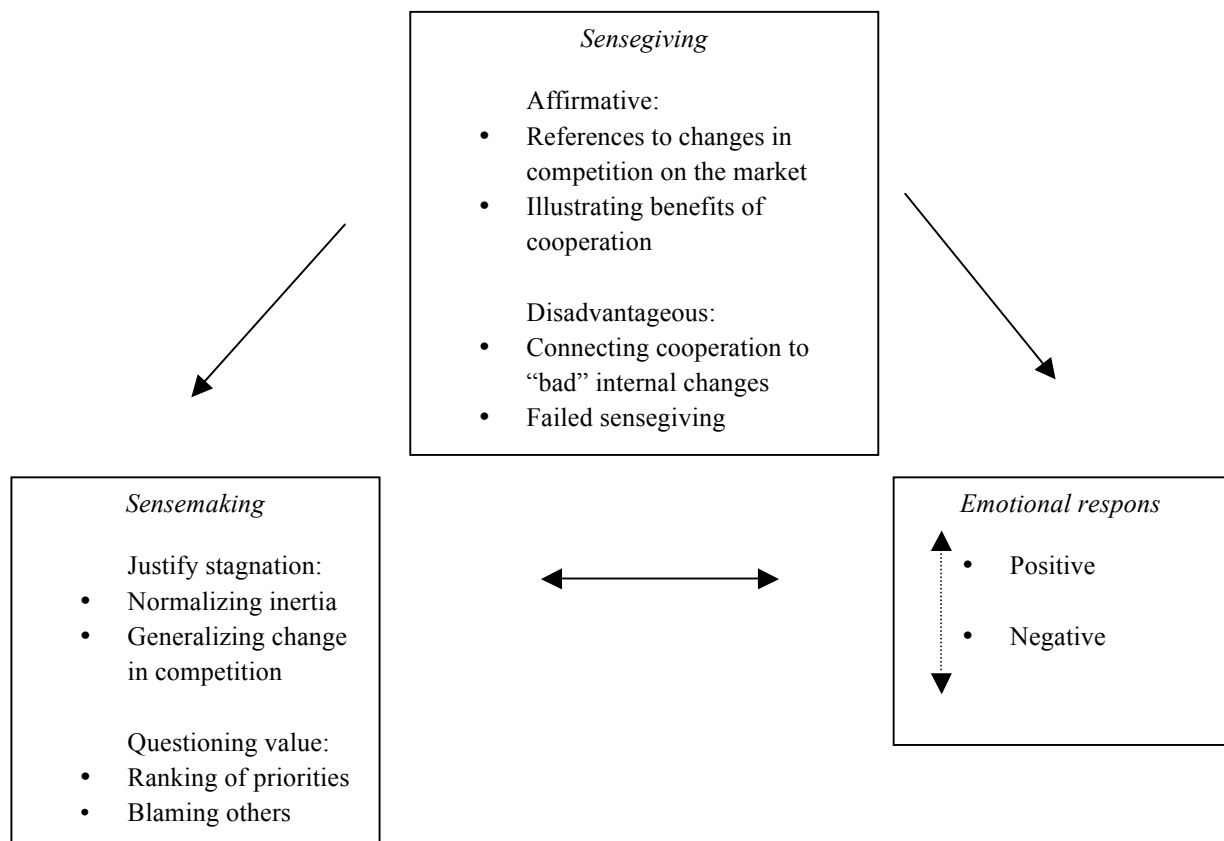 Sensegiving
Affirmative:
• References to changes in
competition on the market
• Illustrating benefits of
cooperation
Disadvantageous:
• Connecting cooperation to
“bad” internal changes
• Failed sensegiving
Sensemaking
Justify stagnation:
• Normalizing inertia
• Generalizing change
in competition
Questioning value:
• Ranking of priorities
• Blaming others
Emotional respons
• Positive
• Negative